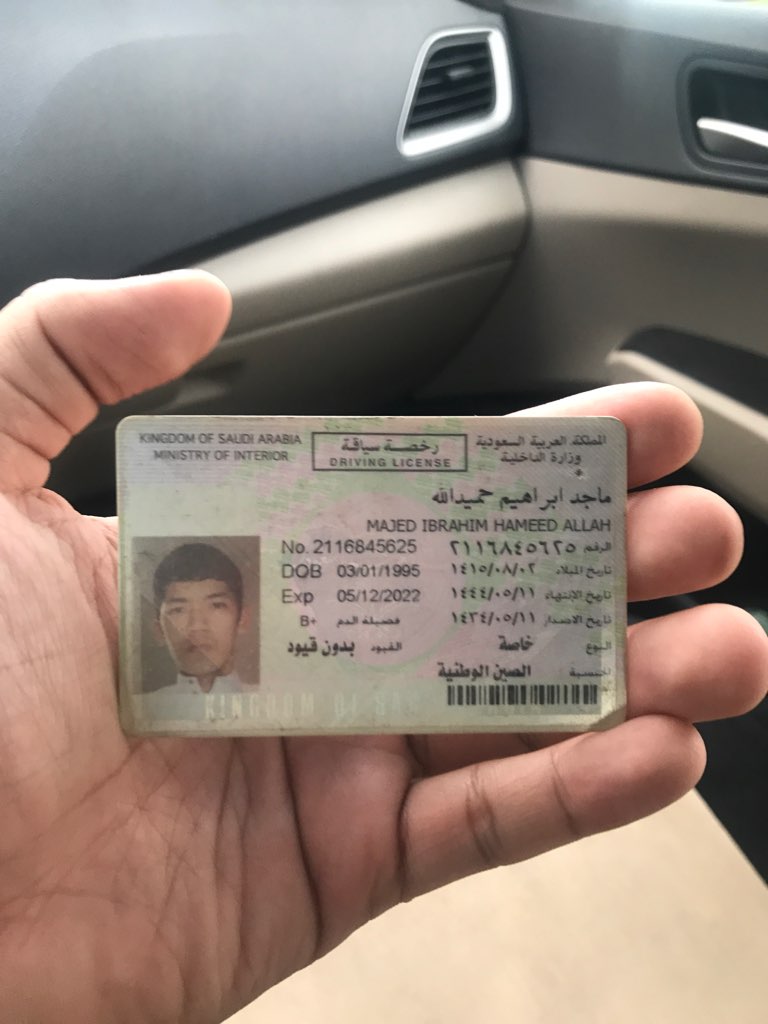 KINGDOM OF SAUDI ARABIA
MINISTRY OF INTERIOR
رخصة سياقة
DRIVING LICENSE
المملكة العربية السعودية
وزارة الداخلية
ماجد ابراهيم حميدالله
MAJED IBRAHIM HAMEED ALLAH
No. 2116845625 الرقم ٢١١٦٨٤٥٦٢٥
DOB 03/01/1995 تاريخ الميلاد ١٤١٥/٠٨/٠٢
Exp 05/12/2022 تاريخ الإنتهاء ١٤٤٤/٠٥/١١
B+ فصيلة الدم تاريخ الاصدار ١٤٣٤/٠٥/١١
النوع خاصة القيود بدون قيود
الجنسية الصين الوطنية
KINGDOM OF